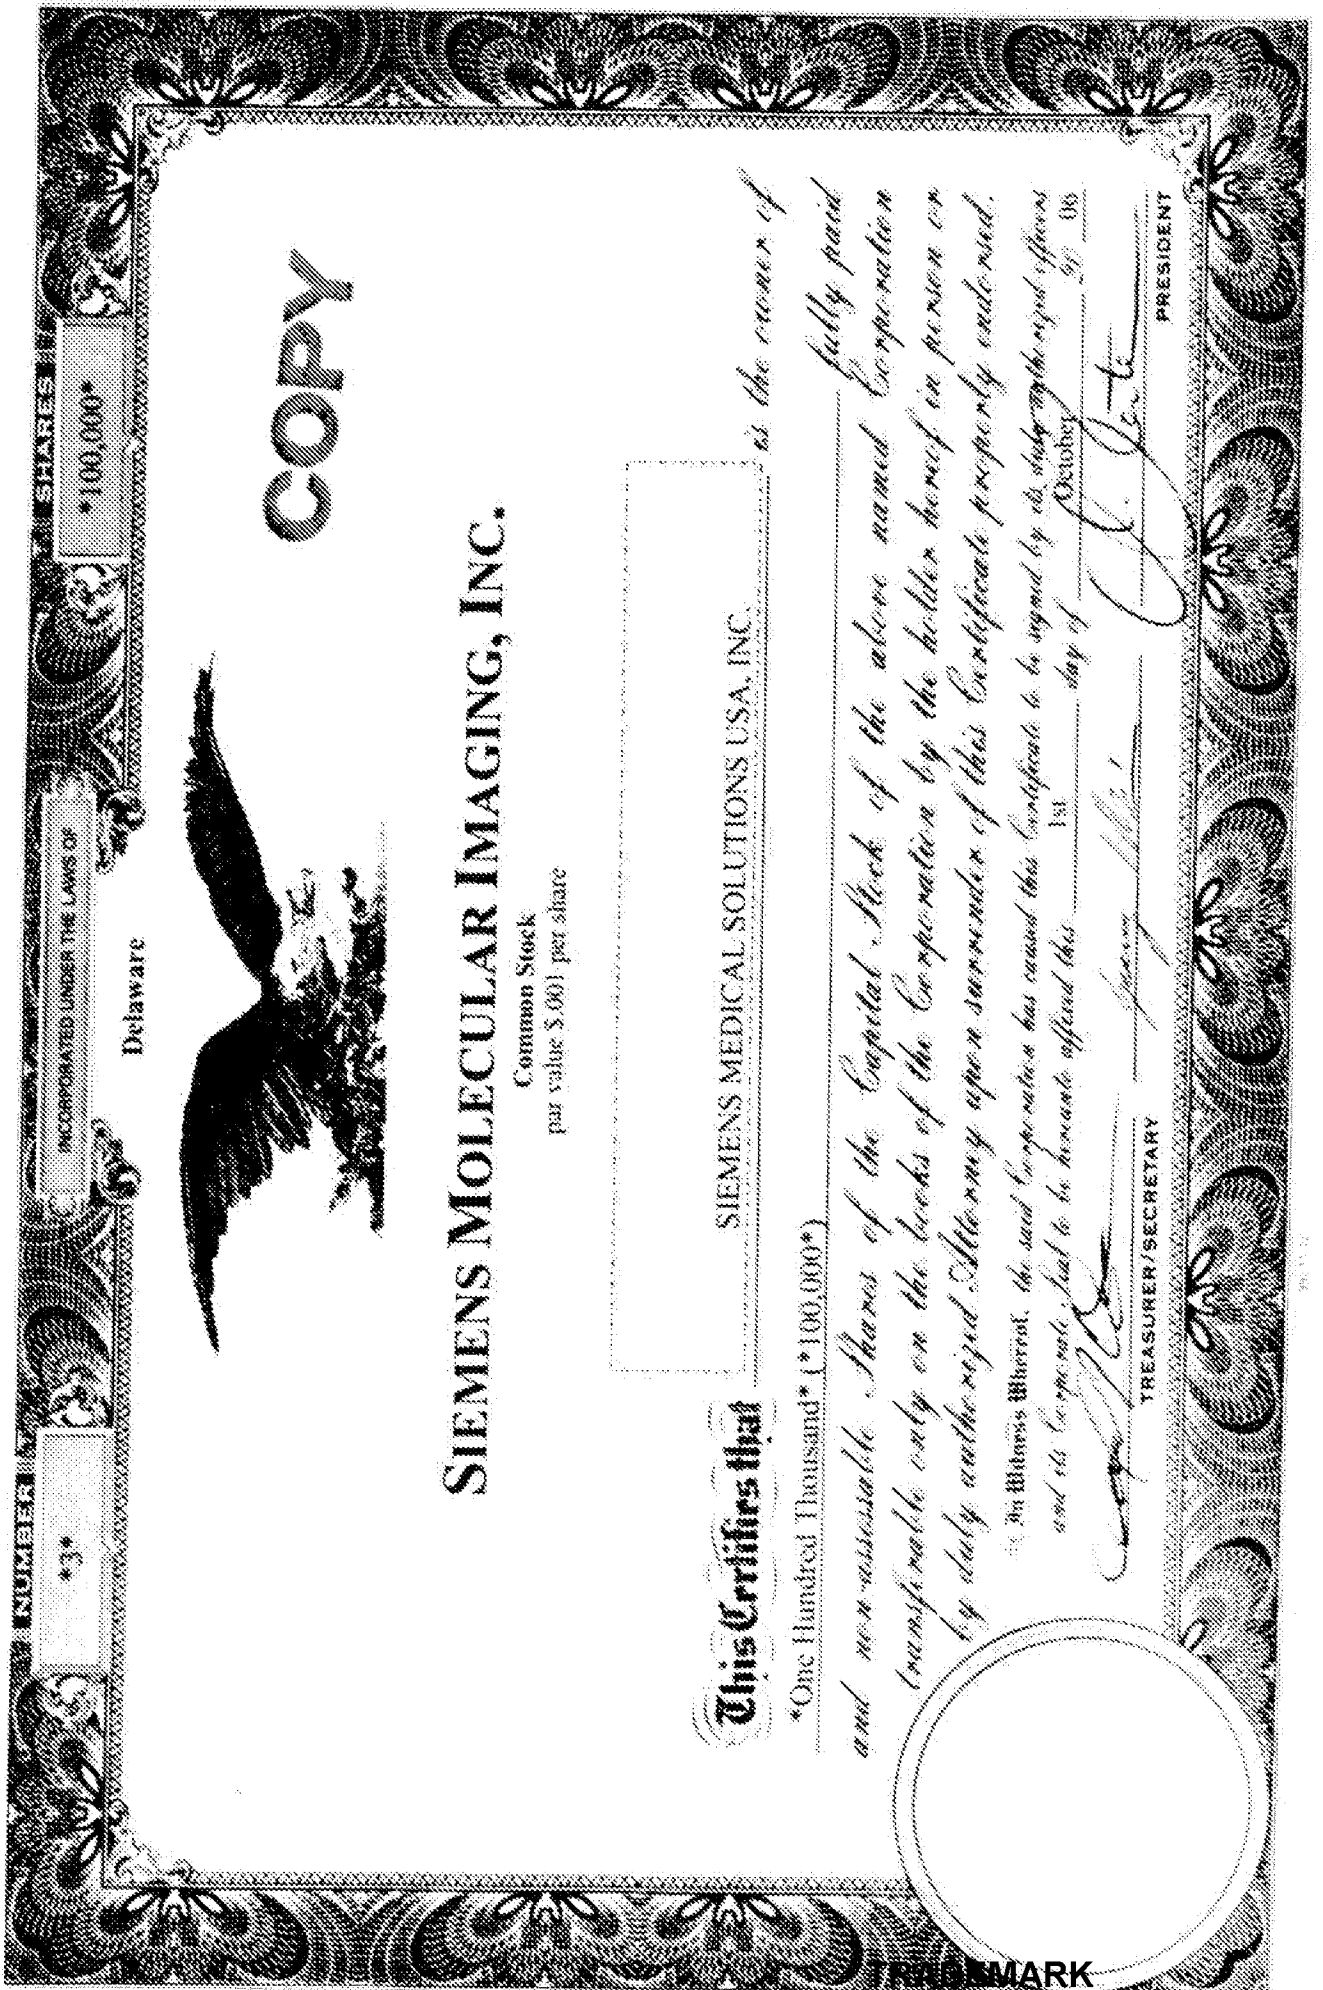 NUMBER
*3*
INCORPORATED UNDER THE LAWS OF
Delaware
SHARES
*100,000*
COPY
SIEMENS MOLECULAR IMAGING, INC.
Common Stock
par value $.001 per share
This Certifies that SIEMENS MEDICAL SOLUTIONS USA, INC. is the owner of
*One Hundred Thousand* (*100,000*) fully paid
and non-assessable Shares of the Capital Stock of the above named Corporation
transferable only on the books of the Corporation by the holder hereof in person or
by duly authorized Attorney upon surrender of this Certificate properly endorsed.
In Witness Whereof, the said Corporation has caused this Certificate to be signed by its duly authorized officers
and its Corporate Seal to be hereunto affixed this 1st day of October 06
TREASURER/SECRETARY
PRESIDENT
TRADEMARK